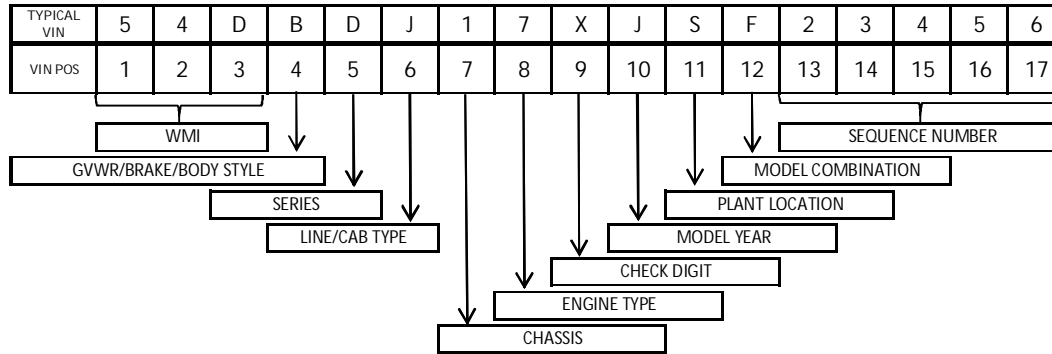 TYPICAL VIN 5 4 D B D J 1 7 X J S F 2 3 4 5 6
VIN POS 1 2 3 4 5 6 7 8 9 10 11 12 13 14 15 16 17
WMI SEQUENCE NUMBER
GVWR/BRAKE/BODY STYLE MODEL COMBINATION
SERIES PLANT LOCATION
LINE/CAB TYPE MODEL YEAR
CHECK DIGIT
ENGINE TYPE
CHASSIS